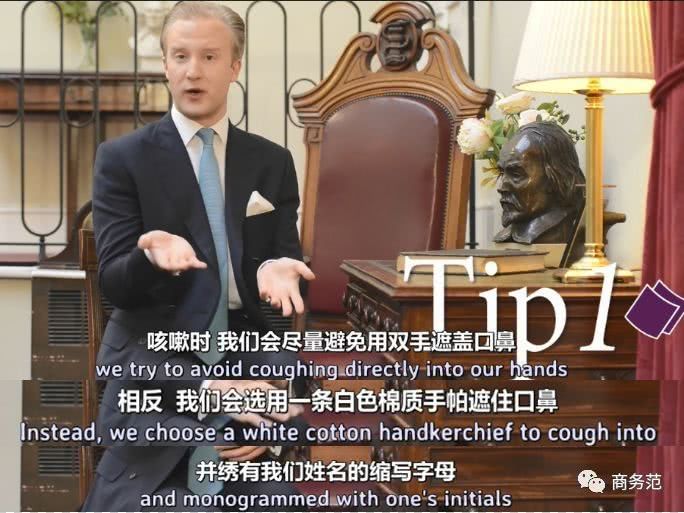 Tip1
咳嗽时 我们会尽量避免用双手遮盖口鼻
we try to avoid coughing directly into our hands
相反 我们会选用一条白色棉质手帕遮住口鼻
Instead, we choose a white cotton handkerchief to cough into
并绣有我们姓名的缩写字母
and monogrammed with one's initials
商务范